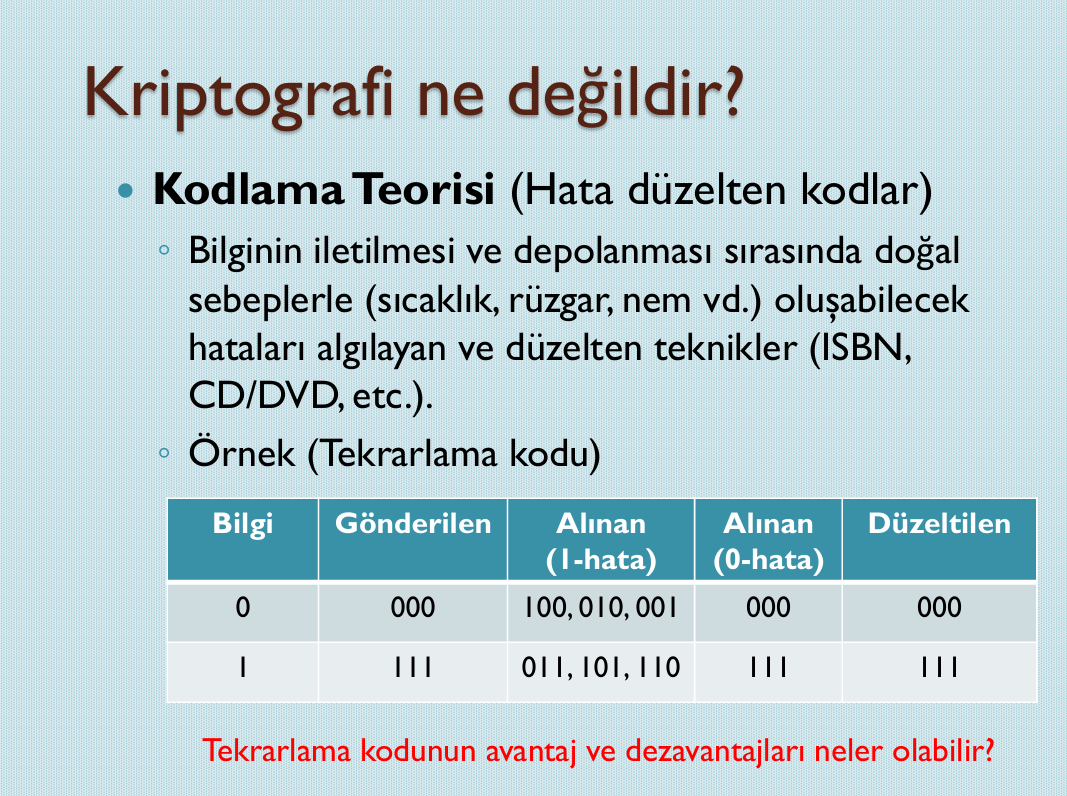 Kriptografi ne değildir?
Kodlama Teorisi (Hata düzelten kodlar)
Bilginin iletilmesi ve depolanması sırasında doğal
sebeplerle (sıcaklık, rüzgar, nem vd.) oluşabilecek
hataları algılayan ve düzelten teknikler (ISBN,
CD/DVD, etc.).
Örnek (Tekrarlama kodu)
Bilgi Gönderilen Alınan (1-hata) Alınan (0-hata) Düzeltilen
0 000 100, 010, 001 000 000
1 111 011, 101, 110 111 111
Tekrarlama kodunun avantaj ve dezavantajları neler olabilir?